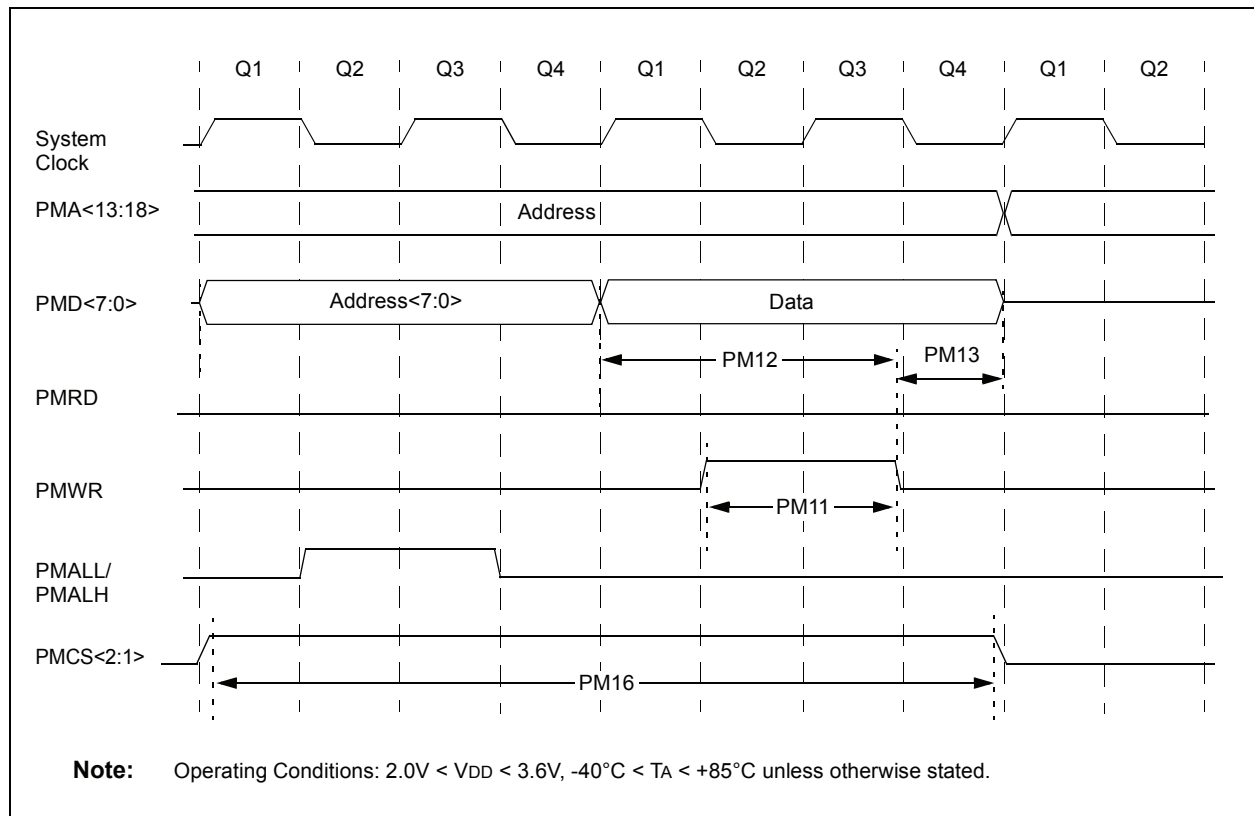 Q1 Q2 Q3 Q4 Q1 Q2 Q3 Q4 Q1 Q2
System
Clock
PMA<13:18>
Address
PMD<7:0>
Address<7:0>
Data
PM12
PM13
PMRD
PMWR
PM11
PMALL/
PMALH
PMCS<2:1>
PM16
Note: Operating Conditions: 2.0V < VDD < 3.6V, -40°C < TA < +85°C unless otherwise stated.